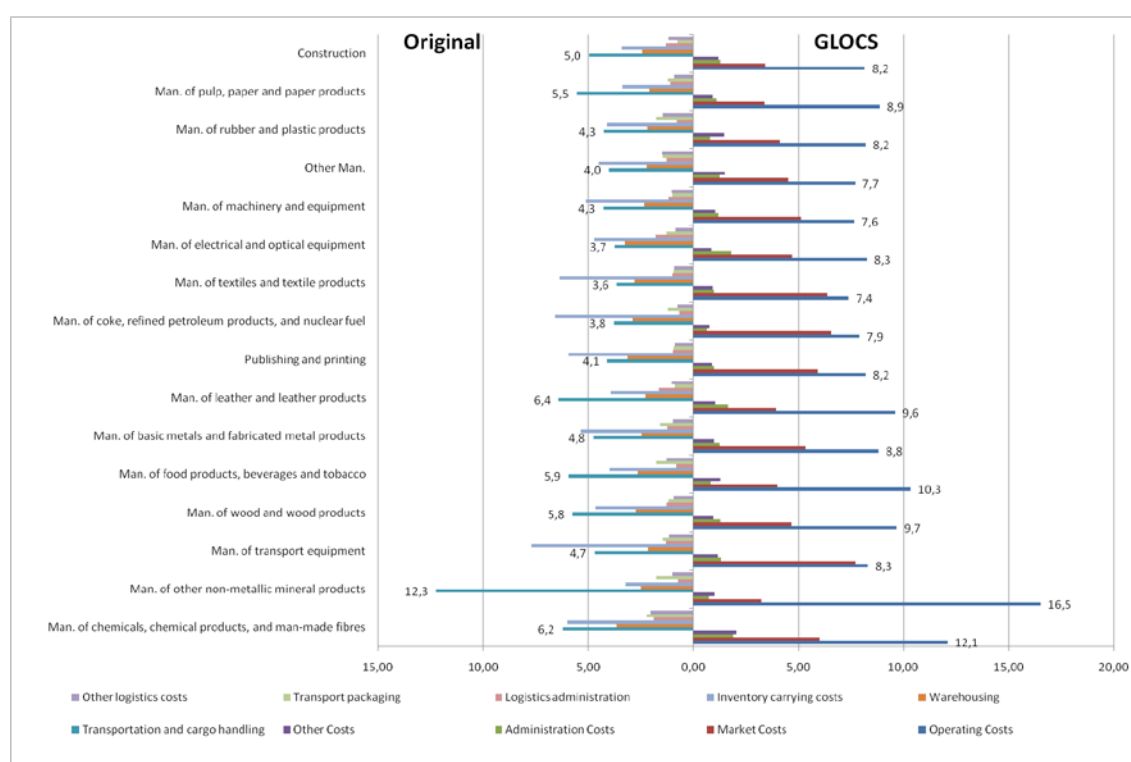 Original GLOCS
Construction 5,0 8,2
Man. of pulp, paper and paper products 5,5 8,9
Man. of rubber and plastic products 4,3 8,2
Other Man. 4,0 7,7
Man. of machinery and equipment 4,3 7,6
Man. of electrical and optical equipment 3,7 8,3
Man. of textiles and textile products 3,6 7,4
Man. of coke, refined petroleum products, and nuclear fuel 3,8 7,9
Publishing and printing 4,1 8,2
Man. of leather and leather products 6,4 9,6
Man. of basic metals and fabricated metal products 4,8 8,8
Man. of food products, beverages and tobacco 5,9 10,3
Man. of wood and wood products 5,8 9,7
Man. of transport equipment 4,7 8,3
Man. of other non-metallic mineral products 12,3 16,5
Man. of chemicals, chemical products, and man-made fibres 6,2 12,1
15,00 10,00 5,00 0,00 5,00 10,00 15,00 20,00
Other logistics costs Transport packaging Logistics administration Inventory carrying costs Warehousing
Transportation and cargo handling Other Costs Administration Costs Market Costs Operating Costs